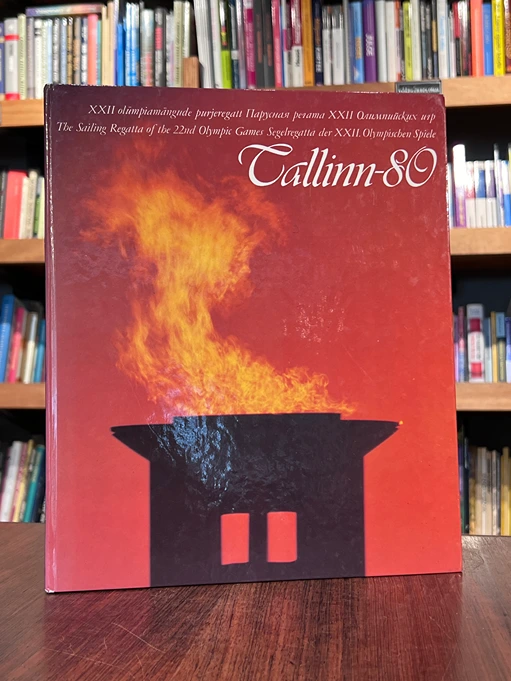 XXII olümpiamängude purjeregatt Парусная регата XXII Олимпийских игр
The Sailing Regatta of the 22nd Olympic Games Segelregatta der XXII. Olympischen Spiele
Tallinn-80